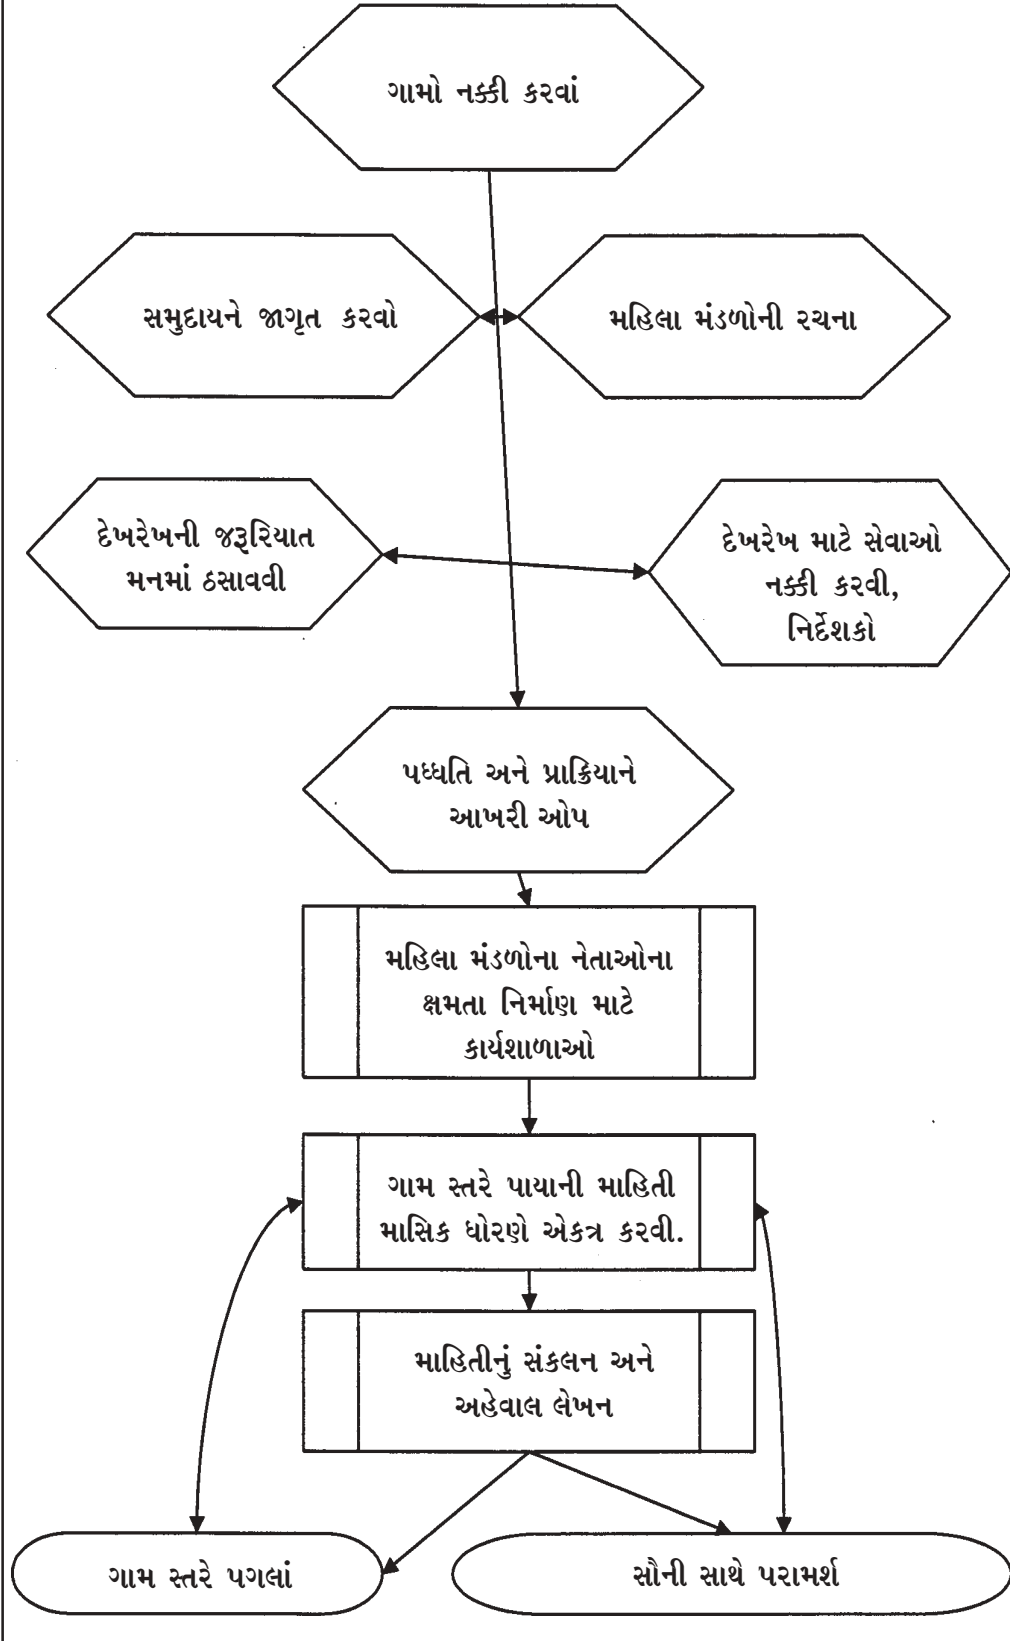 ગામો નક્કી કરવાં
સમુદાયને જાગૃત કરવો
મહિલા મંડળોની રચના
દેખરેખની જરૂરિયાત
મનમાં ઠસાવવી
દેખરેખ માટે સેવાઓ
નક્કી કરવી,
નિર્દેશકો
પધ્ધતિ અને પ્રાક્રિયાને
આખરી ઓપ
મહિલા મંડળોના નેતાઓના
ક્ષમતા નિર્માણ માટે
કાર્યશાળાઓ
ગામ સ્તરે પાયાની માહિતી
માસિક ધોરણે એકત્ર કરવી.
માહિતીનું સંકલન અને
અહેવાલ લેખન
ગામ સ્તરે પગલાં
સૌની સાથે પરામર્શ